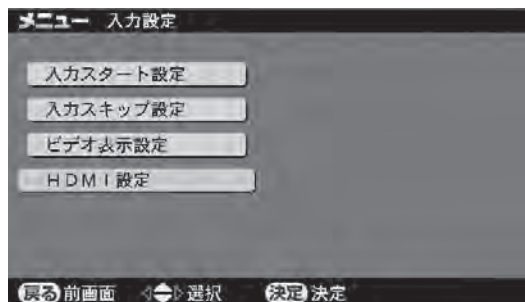 メニュー 入力設定
入力スタート設定
入力スキップ設定
ビデオ表示設定
HDMI設定
戻る 前画面 選択 決定 決定